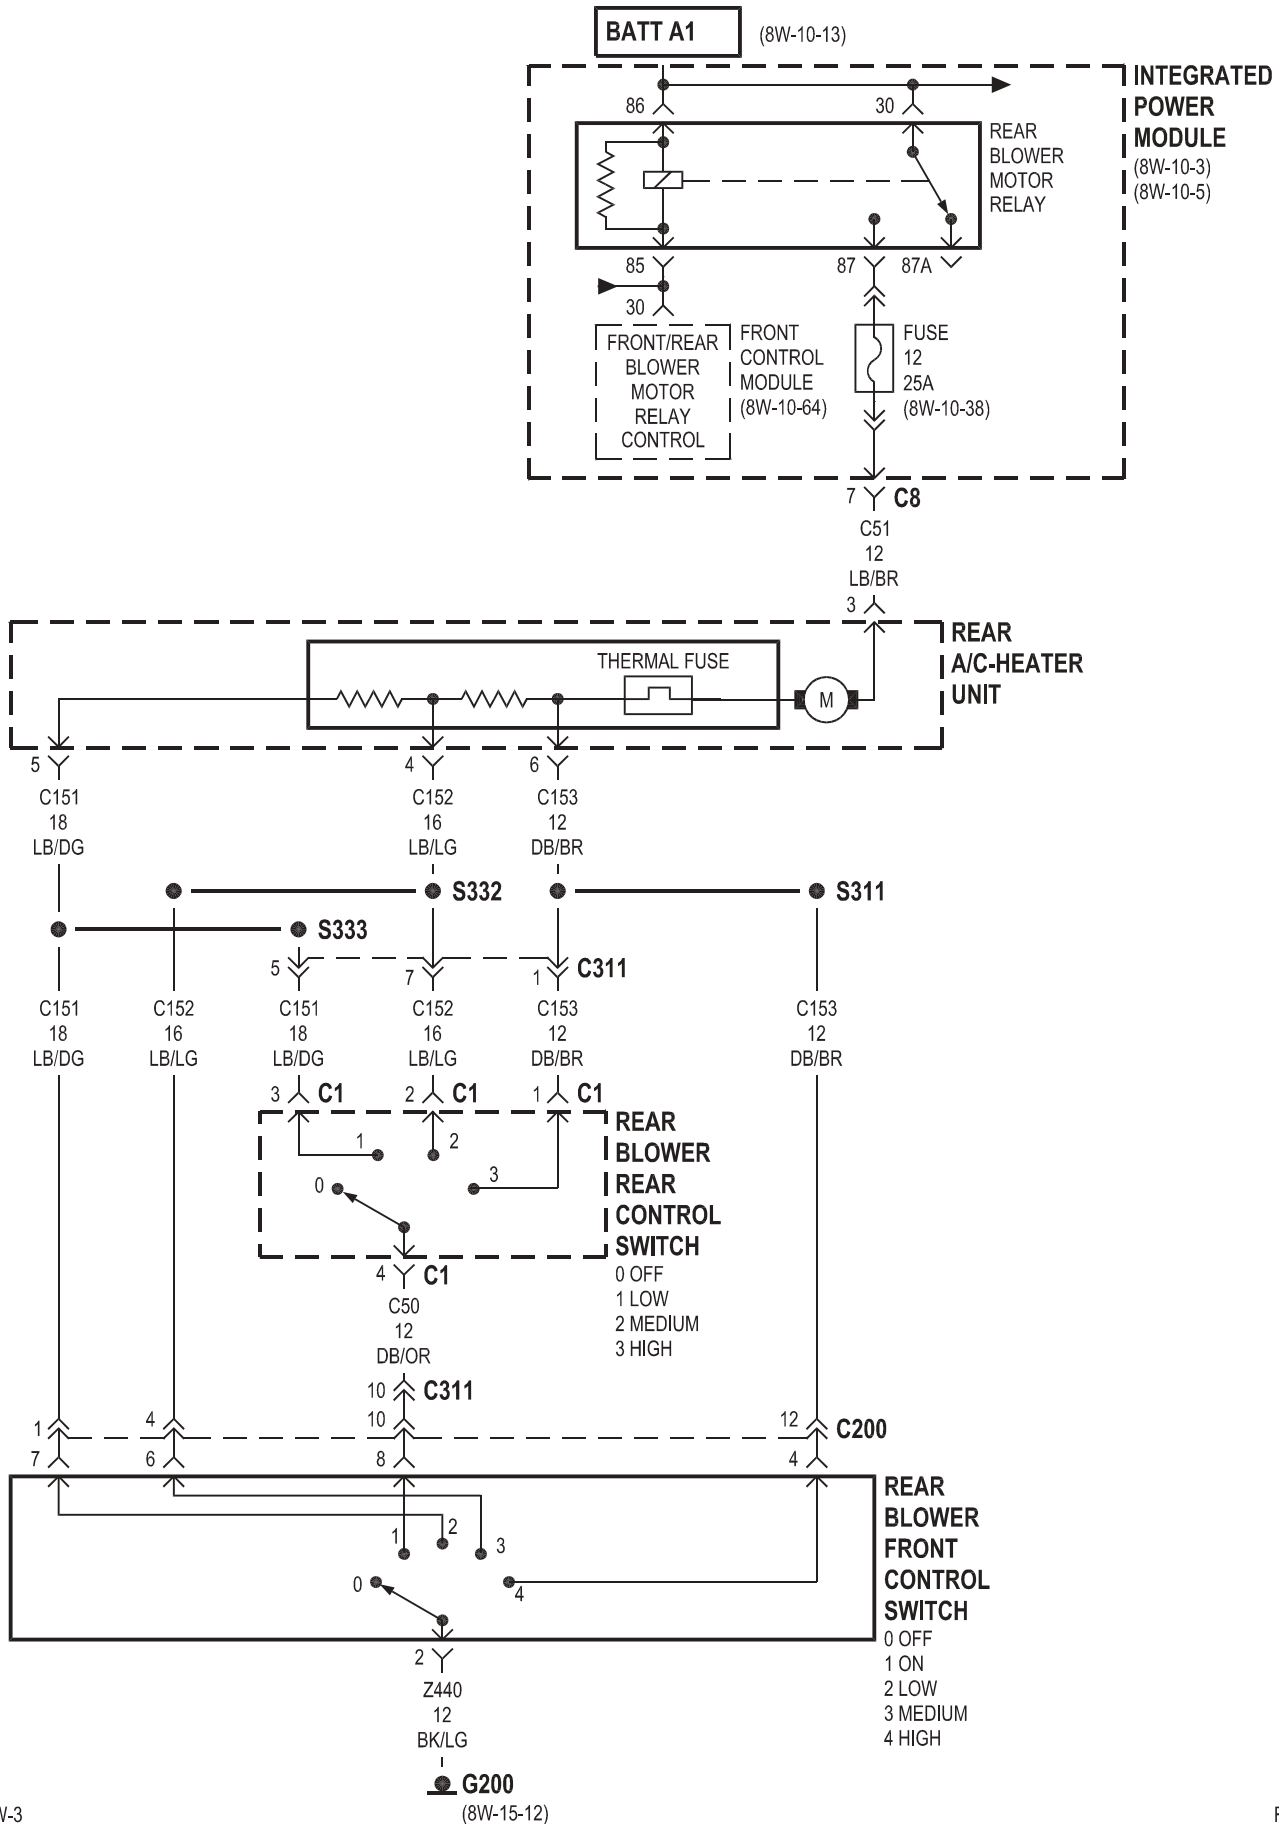 BATT A1
(8W-10-13)
INTEGRATED
POWER
MODULE
(8W-10-3)
(8W-10-5)
86
30
REAR
BLOWER
MOTOR
RELAY
85
87
87A
30
FRONT/REAR
BLOWER
MOTOR
RELAY
CONTROL
FRONT
CONTROL
MODULE
(8W-10-64)
FUSE
12
25A
(8W-10-38)
7
C8
C51
12
LB/BR
3
REAR
A/C-HEATER
UNIT
THERMAL FUSE
M
5
4
6
C151
18
LB/DG
C152
16
LB/LG
C153
12
DB/BR
S332
S311
S333
5
7
1
C311
C151
18
LB/DG
C152
16
LB/LG
C151
18
LB/DG
C152
16
LB/LG
C153
12
DB/BR
C153
12
DB/BR
3
C1
2
C1
1
C1
REAR
BLOWER
REAR
CONTROL
SWITCH
0 OFF
1 LOW
2 MEDIUM
3 HIGH
1
2
3
0
4
C1
C50
12
DB/OR
10
C311
1
4
10
12
C200
7
6
8
4
REAR
BLOWER
FRONT
CONTROL
SWITCH
0 OFF
1 ON
2 LOW
3 MEDIUM
4 HIGH
1
2
3
0
4
2
Z440
12
BK/LG
G200
(8W-15-12)
W-3